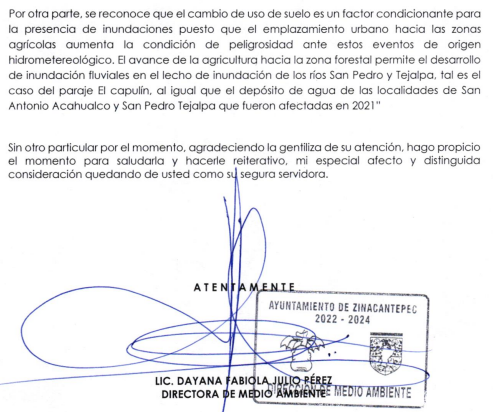 Por otra parte, se reconoce que el cambio de uso de suelo es un factor condicionante para
la presencia de inundaciones puesto que el emplazamiento urbano hacia las zonas
agrícolas aumenta la condición de peligrosidad ante estos eventos de origen
hidrometereológico. El avance de la agricultura hacia la zona forestal permite el desarrollo
de inundación fluviales en el lecho de inundación de los ríos San Pedro y Tejalpa, tal es el
caso del paraje El capulín, al igual que el depósito de agua de las localidades de San
Antonio Acahualco y San Pedro Tejalpa que fueron afectadas en 2021"
Sin otro particular por el momento, agradeciendo la gentiliza de su atención, hago propicio
el momento para saludarla y hacerle reiterativo, mi especial afecto y distinguida
consideración quedando de usted como su segura servidora.
ATENTAMENTE
AYUNTAMIENTO DE ZINACANTEPEC
2022 - 2024
LIC. DAYANA FABIOLA JULIO PÉREZ
DIRECTORA DE MEDIO AMBIENTE
DIRECCIÓN DE MEDIO AMBIENTE